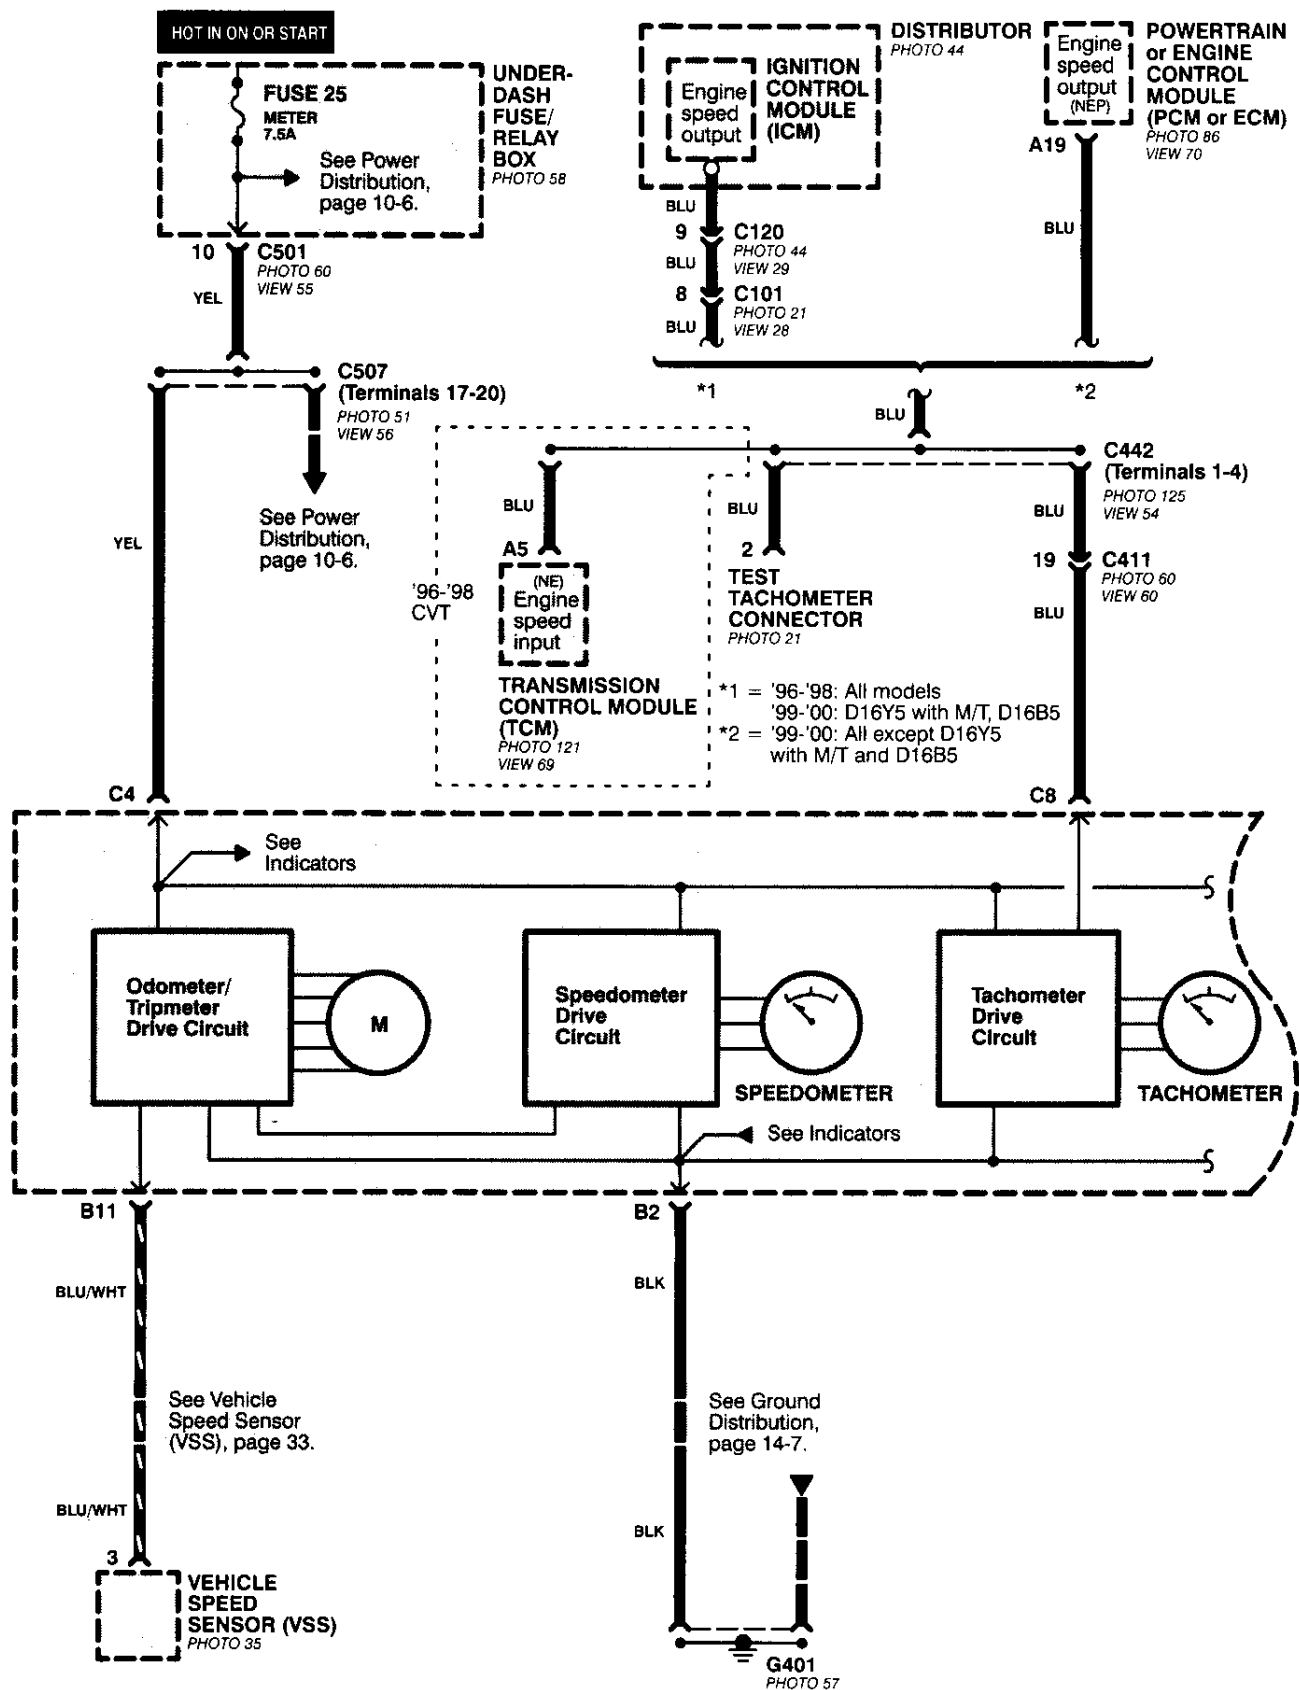 HOT IN ON OR START
FUSE 25
METER
7.5A
See Power
Distribution,
page 10-6.
UNDER-
DASH
FUSE/
RELAY
BOX
PHOTO 58
10
C501
PHOTO 60
VIEW 55
YEL
C507
(Terminals 17-20)
PHOTO 51
VIEW 56
See Power
Distribution,
page 10-6.
YEL
C4
DISTRIBUTOR
PHOTO 44
Engine
speed
output
IGNITION
CONTROL
MODULE
(ICM)
BLU
9
C120
PHOTO 44
VIEW 29
BLU
8
C101
PHOTO 21
VIEW 28
BLU
Engine
speed
output
(NEP)
POWERTRAIN
or ENGINE
CONTROL
MODULE
(PCM or ECM)
PHOTO 86
VIEW 70
A19
BLU
*1
*2
BLU
C442
(Terminals 1-4)
PHOTO 125
VIEW 54
BLU
A5
(NE)
Engine
speed
input
'96-'98
CVT
TRANSMISSION
CONTROL MODULE
(TCM)
PHOTO 121
VIEW 69
BLU
2
TEST
TACHOMETER
CONNECTOR
PHOTO 21
BLU
19
C411
PHOTO 60
VIEW 60
BLU
*1 = '96-'98: All models
'99-'00: D16Y5 with M/T, D16B5
*2 = '99-'00: All except D16Y5
with M/T and D16B5
C8
See
Indicators
Odometer/
Tripmeter
Drive Circuit
M
Speedometer
Drive
Circuit
SPEEDOMETER
Tachometer
Drive
Circuit
TACHOMETER
See Indicators
B11
BLU/WHT
See Vehicle
Speed Sensor
(VSS), page 33.
BLU/WHT
3
VEHICLE
SPEED
SENSOR (VSS)
PHOTO 35
B2
BLK
See Ground
Distribution,
page 14-7.
BLK
G401
PHOTO 57